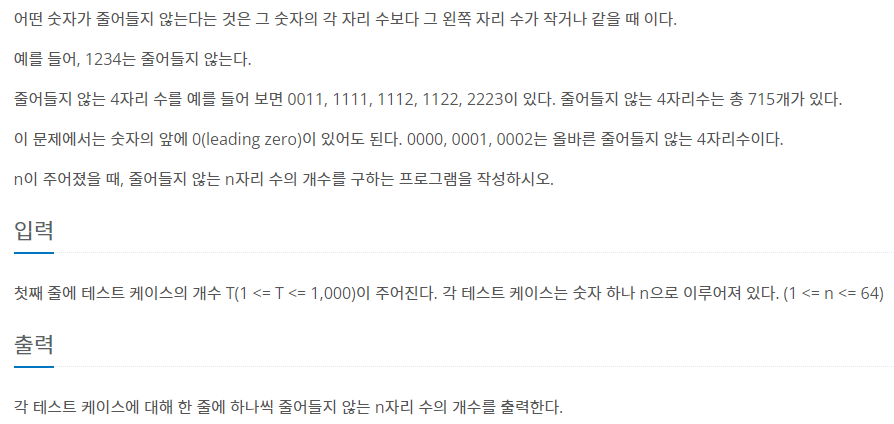 어떤 숫자가 줄어들지 않는다는 것은 그 숫자의 각 자리 수보다 그 왼쪽 자리 수가 작거나 같을 때 이다.
예를 들어, 1234는 줄어들지 않는다.
줄어들지 않는 4자리 수를 예를 들어 보면 0011, 1111, 1112, 1122, 2223이 있다. 줄어들지 않는 4자리수는 총 715개가 있다.
이 문제에서는 숫자의 앞에 0(leading zero)이 있어도 된다. 0000, 0001, 0002는 올바른 줄어들지 않는 4자리수이다.
n이 주어졌을 때, 줄어들지 않는 n자리 수의 개수를 구하는 프로그램을 작성하시오.
입력
첫째 줄에 테스트 케이스의 개수 T(1 <= T <= 1,000)이 주어진다. 각 테스트 케이스는 숫자 하나 n으로 이루어져 있다. (1 <= n <= 64)
출력
각 테스트 케이스에 대해 한 줄에 하나씩 줄어들지 않는 n자리 수의 개수를 출력한다.